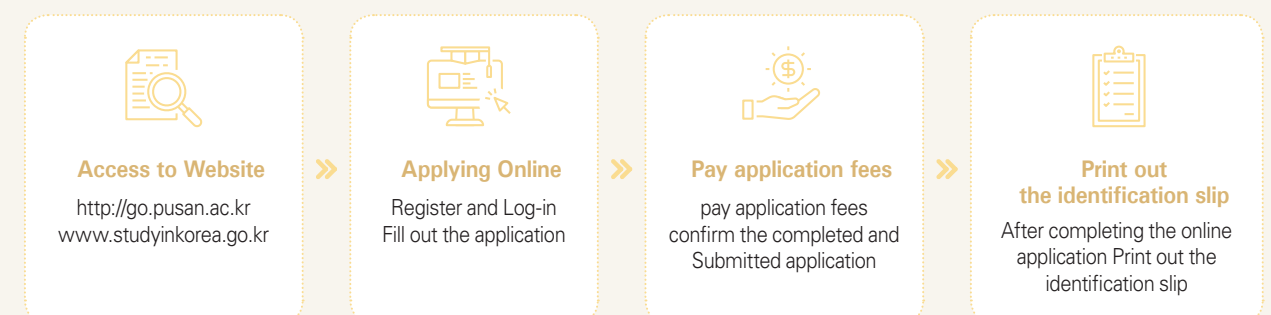 Access to Website
http://go.pusan.ac.kr
www.studyinkorea.go.kr
Applying Online
Register and Log-in
Fill out the application
Pay application fees
pay application fees
confirm the completed and
Submitted application
Print out
the identification slip
After completing the online
application Print out the
identification slip